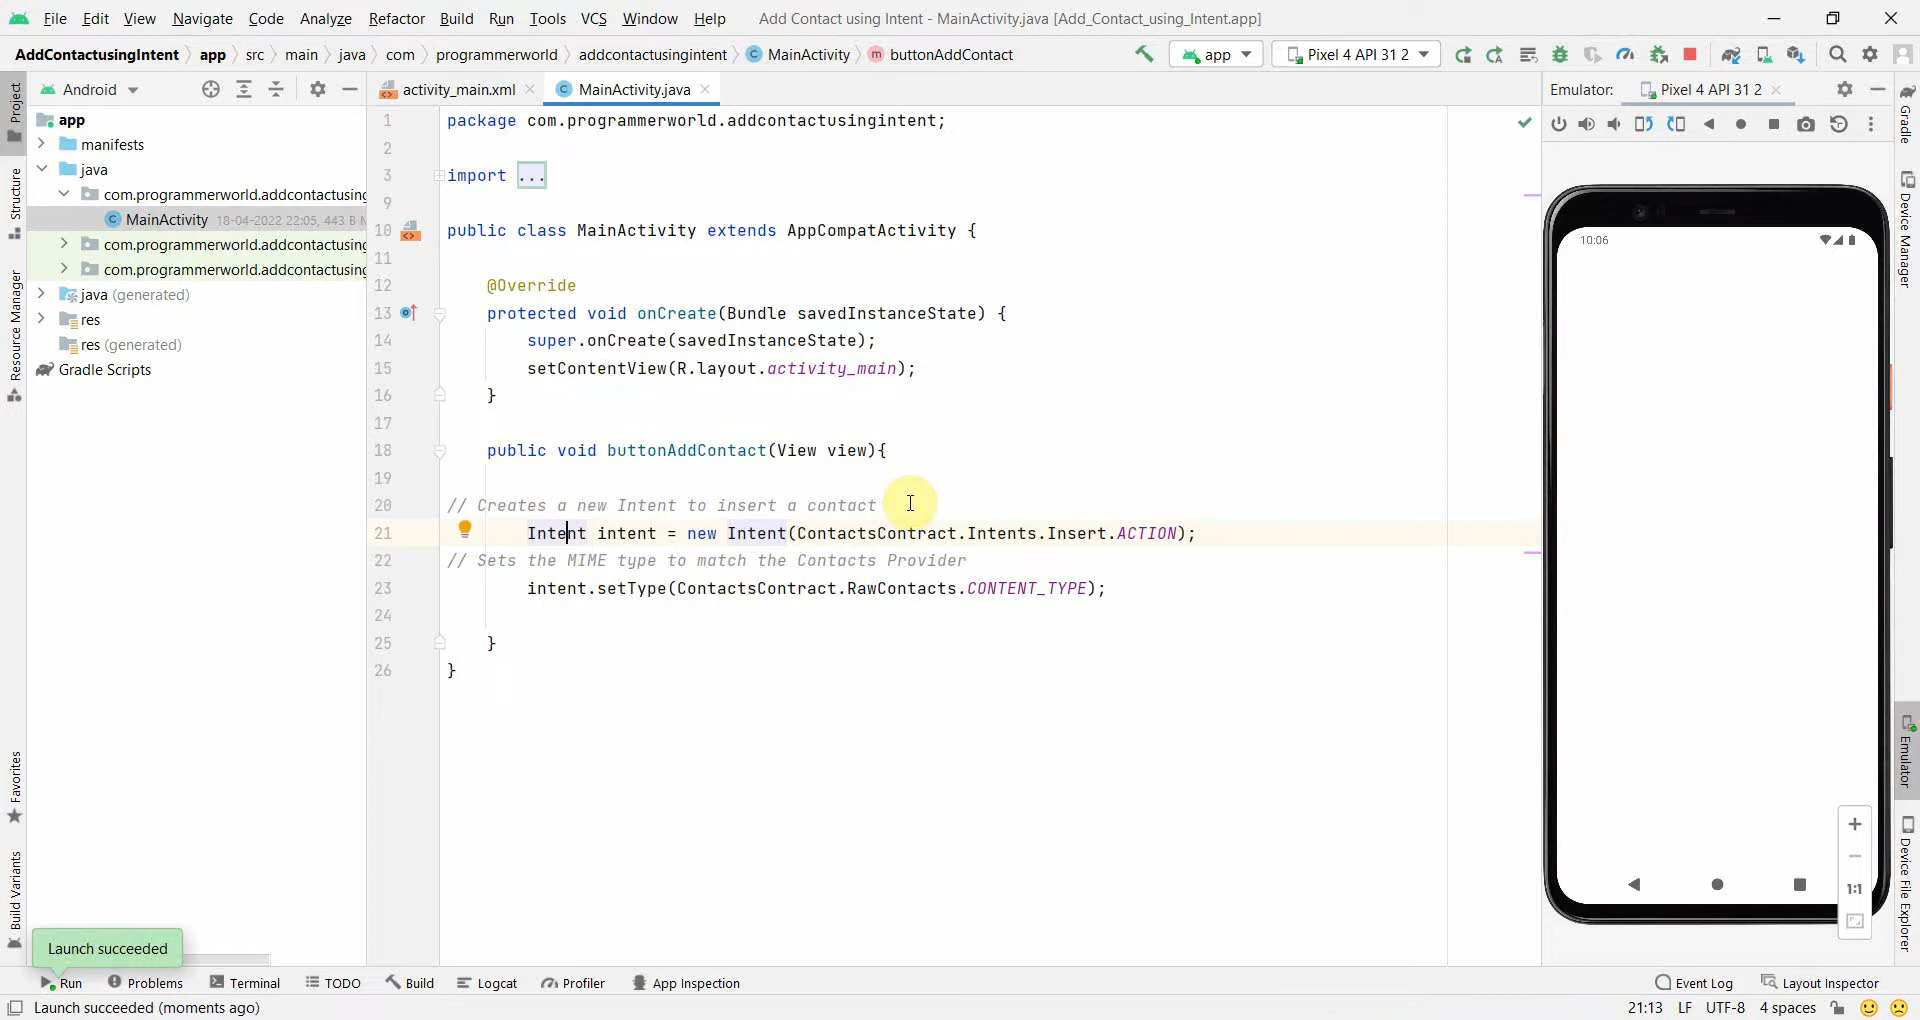 File Edit View Navigate Code Analyze Refactor Build Run Tools VCS Window Help Add Contact using Intent - MainActivity.java [Add_Contact_using_Intent.app]
AddContactusingIntent app src main java com programmerworld addcontactusingintent MainActivity buttonAddContact app Pixel 4 API 31 2
Project
Android
activity_main.xml
MainActivity.java
Emulator: Pixel 4 API 31 2
Gradle
app
manifests
java
com.programmerworld.addcontactusing
MainActivity 18-04-2022 22:05, 443 B
com.programmerworld.addcontactusing
com.programmerworld.addcontactusing
java (generated)
res
res (generated)
Gradle Scripts
Structure
Resource Manager
Favorites
Build Variants
1 package com.programmerworld.addcontactusingintent;
2
3 import ...
9
10 public class MainActivity extends AppCompatActivity {
11
12 @Override
13 protected void onCreate(Bundle savedInstanceState) {
14 super.onCreate(savedInstanceState);
15 setContentView(R.layout.activity_main);
16 }
17
18 public void buttonAddContact(View view){
19
20 // Creates a new Intent to insert a contact
21 Intent intent = new Intent(ContactsContract.Intents.Insert.ACTION);
22 // Sets the MIME type to match the Contacts Provider
23 intent.setType(ContactsContract.RawContacts.CONTENT_TYPE);
24
25 }
26 }
10:06
1:1
Device Manager
Emulator
Device File Explorer
Launch succeeded
Run Problems Terminal TODO Build Logcat Profiler App Inspection Event Log Layout Inspector
Launch succeeded (moments ago) 21:13 LF UTF-8 4 spaces